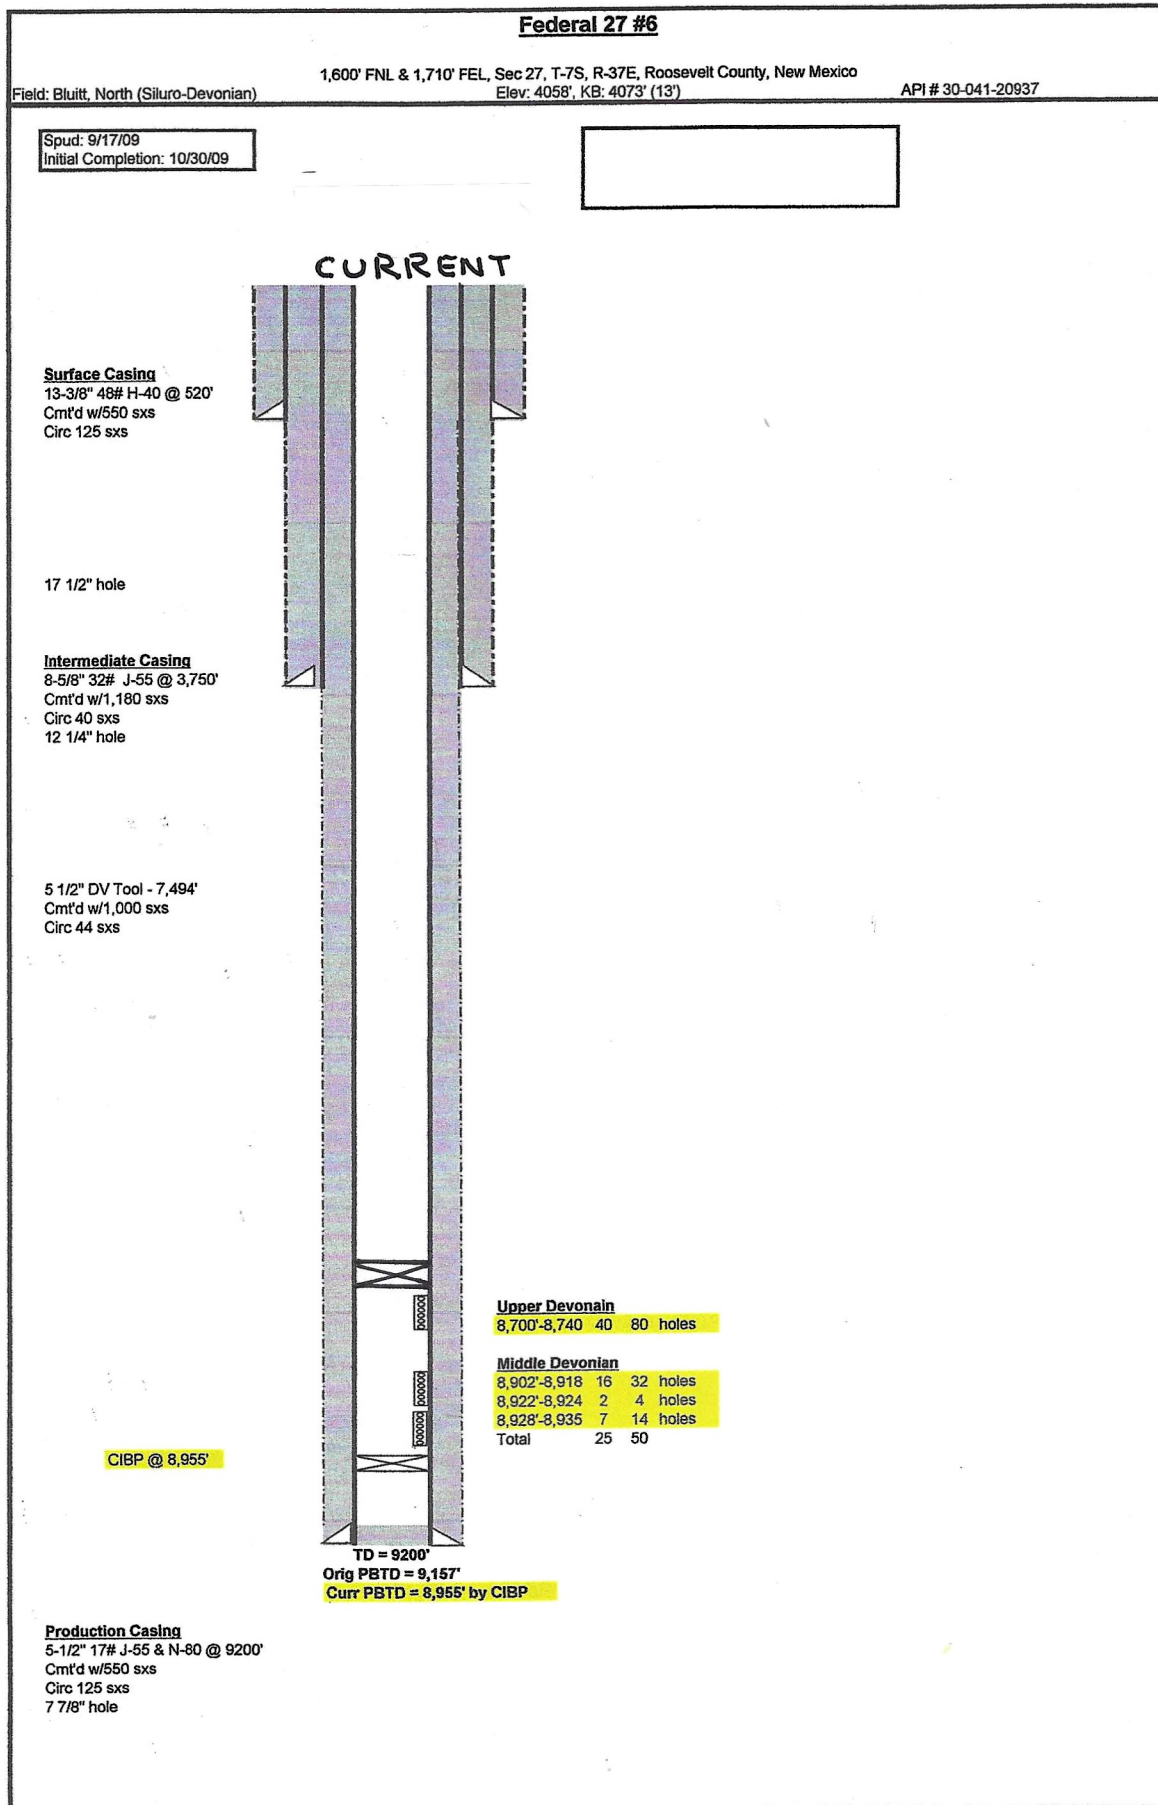 Federal 27 #6
1,600' FNL & 1,710' FEL, Sec 27, T-7S, R-37E, Roosevelt County, New Mexico
Field: Bluitt, North (Siluro-Devonian) Elev: 4058', KB: 4073' (13') API # 30-041-20937
Spud: 9/17/09
Initial Completion: 10/30/09
CURRENT
Surface Casing
13-3/8" 48# H-40 @ 520'
Cmt'd w/550 sxs
Circ 125 sxs
17 1/2" hole
Intermediate Casing
8-5/8" 32# J-55 @ 3,750'
Cmt'd w/1,180 sxs
Circ 40 sxs
12 1/4" hole
5 1/2" DV Tool - 7,494'
Cmt'd w/1,000 sxs
Circ 44 sxs
Upper Devonain
8,700'-8,740 40 80 holes
Middle Devonian
8,902'-8,918 16 32 holes
8,922'-8,924 2 4 holes
8,928'-8,935 7 14 holes
Total 25 50
CIBP @ 8,955'
TD = 9200'
Orig PBTD = 9,157'
Curr PBTD = 8,955' by CIBP
Production Casing
5-1/2" 17# J-55 & N-80 @ 9200'
Cmt'd w/550 sxs
Circ 125 sxs
7 7/8" hole